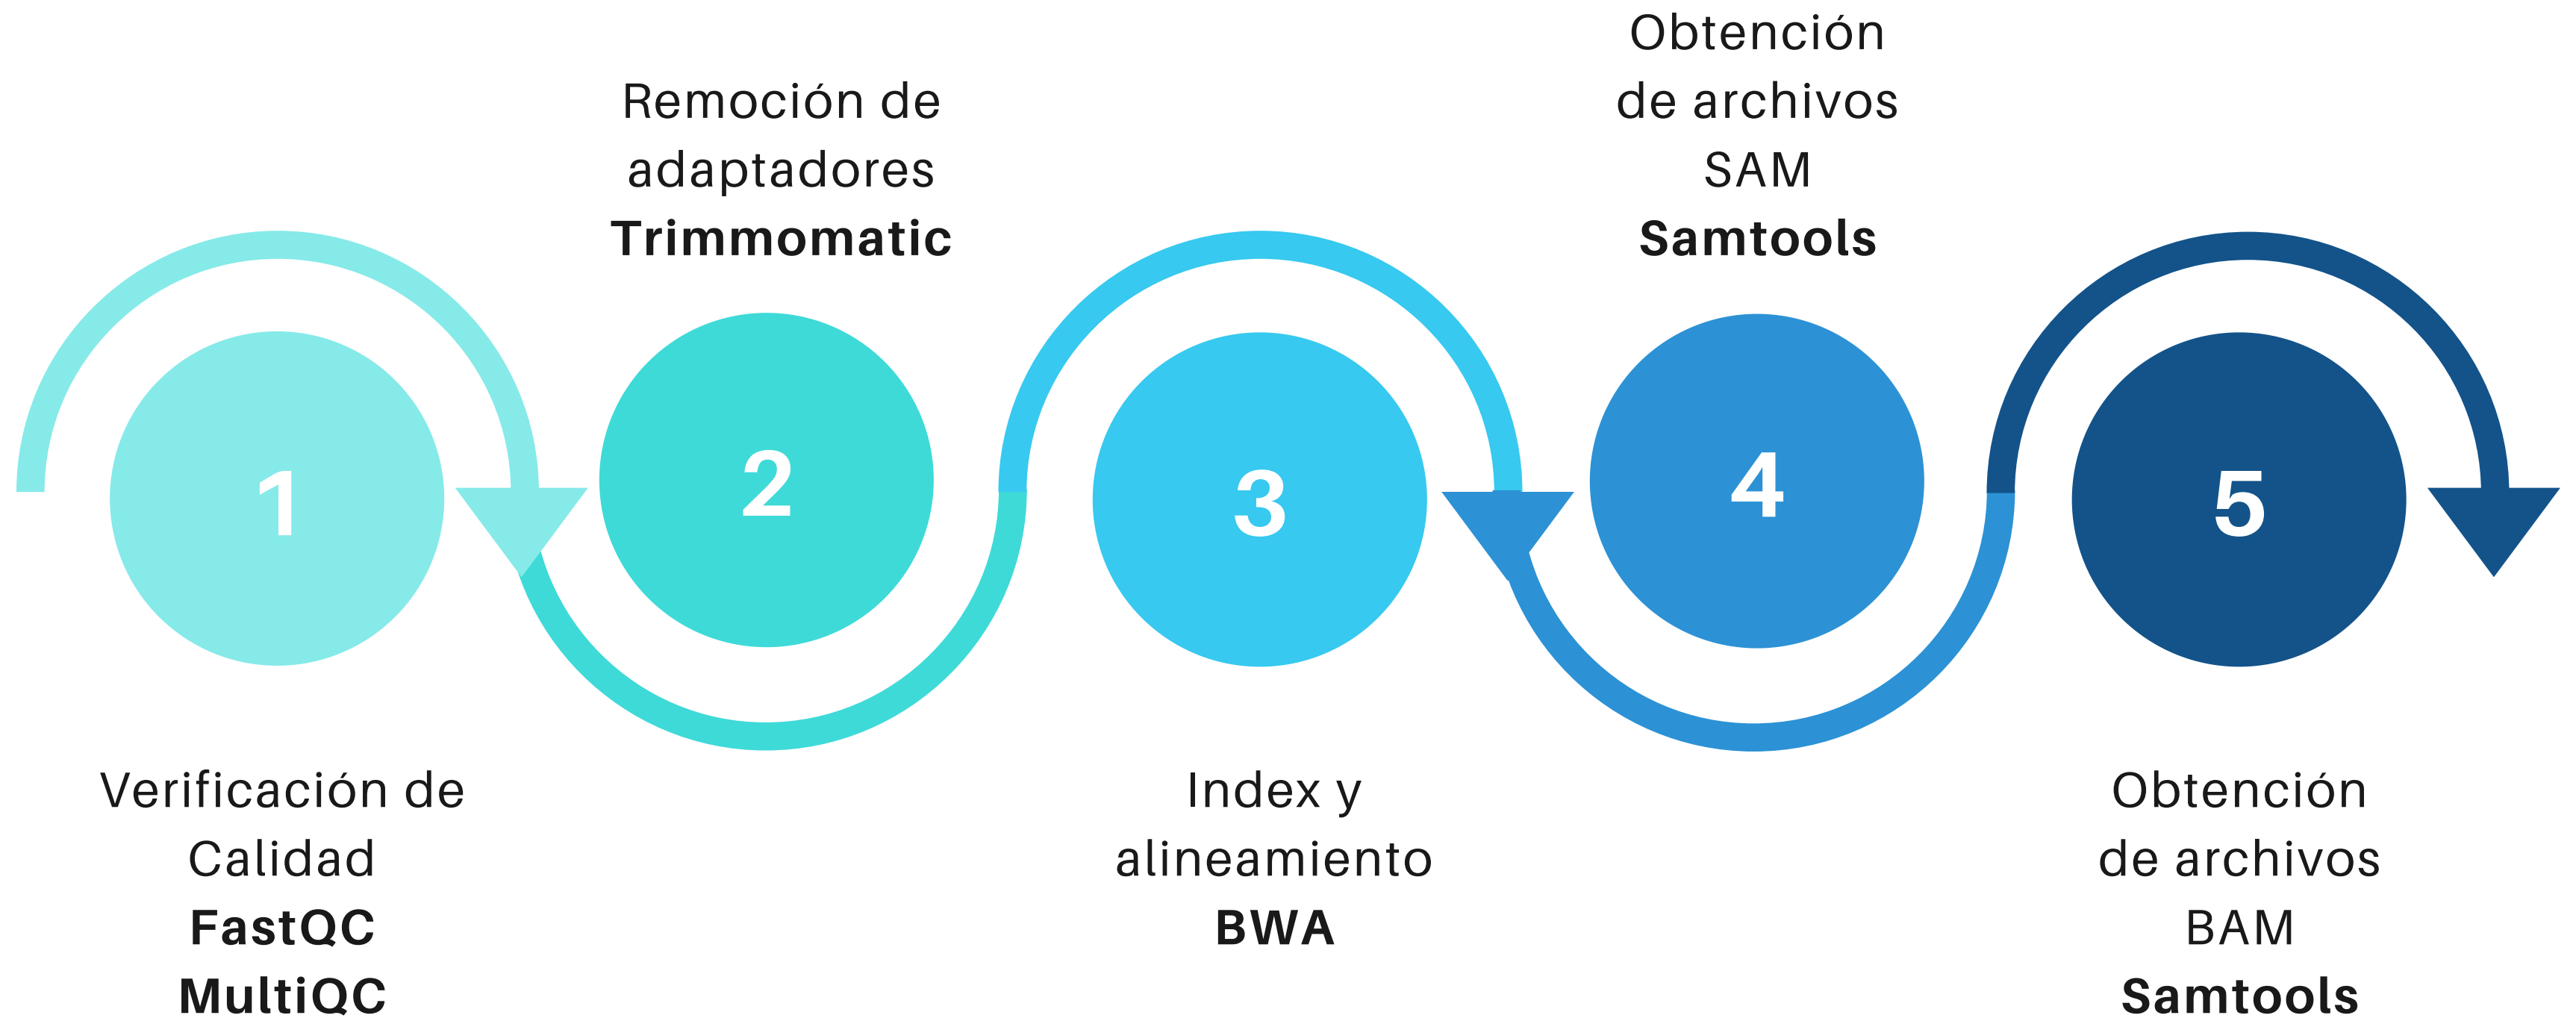 1
Verificación de
Calidad
FastQC
MultiQC
Remoción de
adaptadores
Trimmomatic
2
3
Index y
alineamiento
BWA
Obtención
de archivos
SAM
Samtools
4
5
Obtención
de archivos
BAM
Samtools